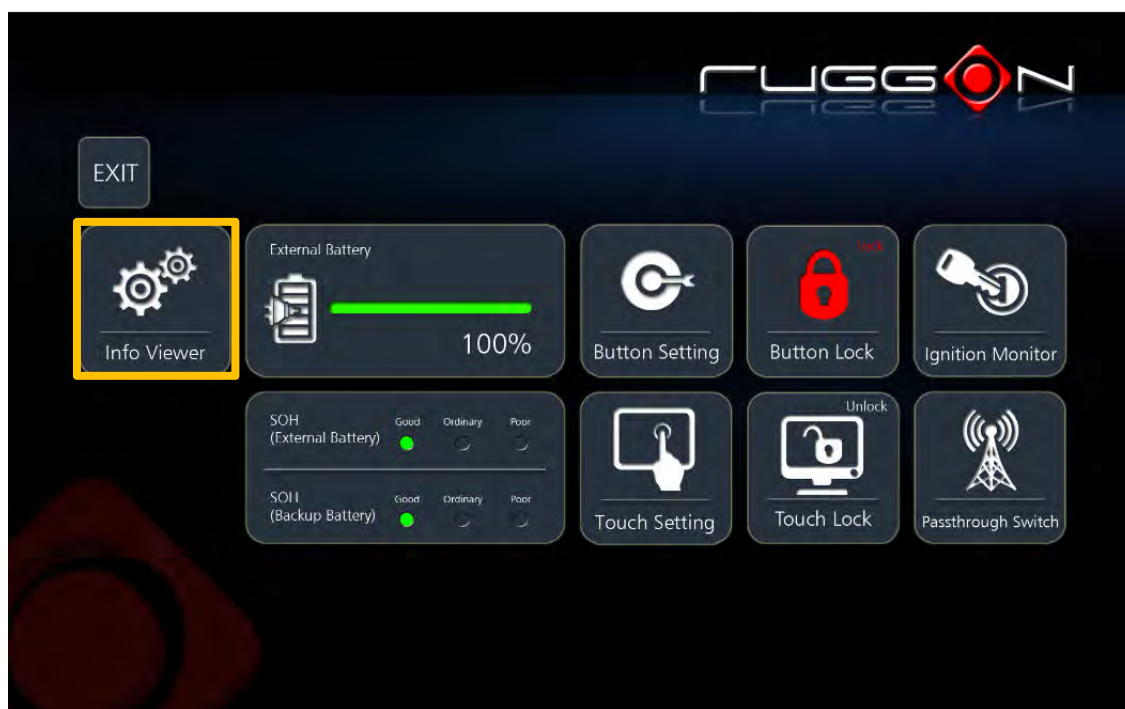 RUGGON
EXIT
Info Viewer
External Battery
100%
Button Setting
Lock
Button Lock
Ignition Monitor
SOH
(External Battery)
Good Ordinary Poor
SOH
(Backup Battery)
Good Ordinary Poor
Touch Setting
Unlock
Touch Lock
Passthrough Switch